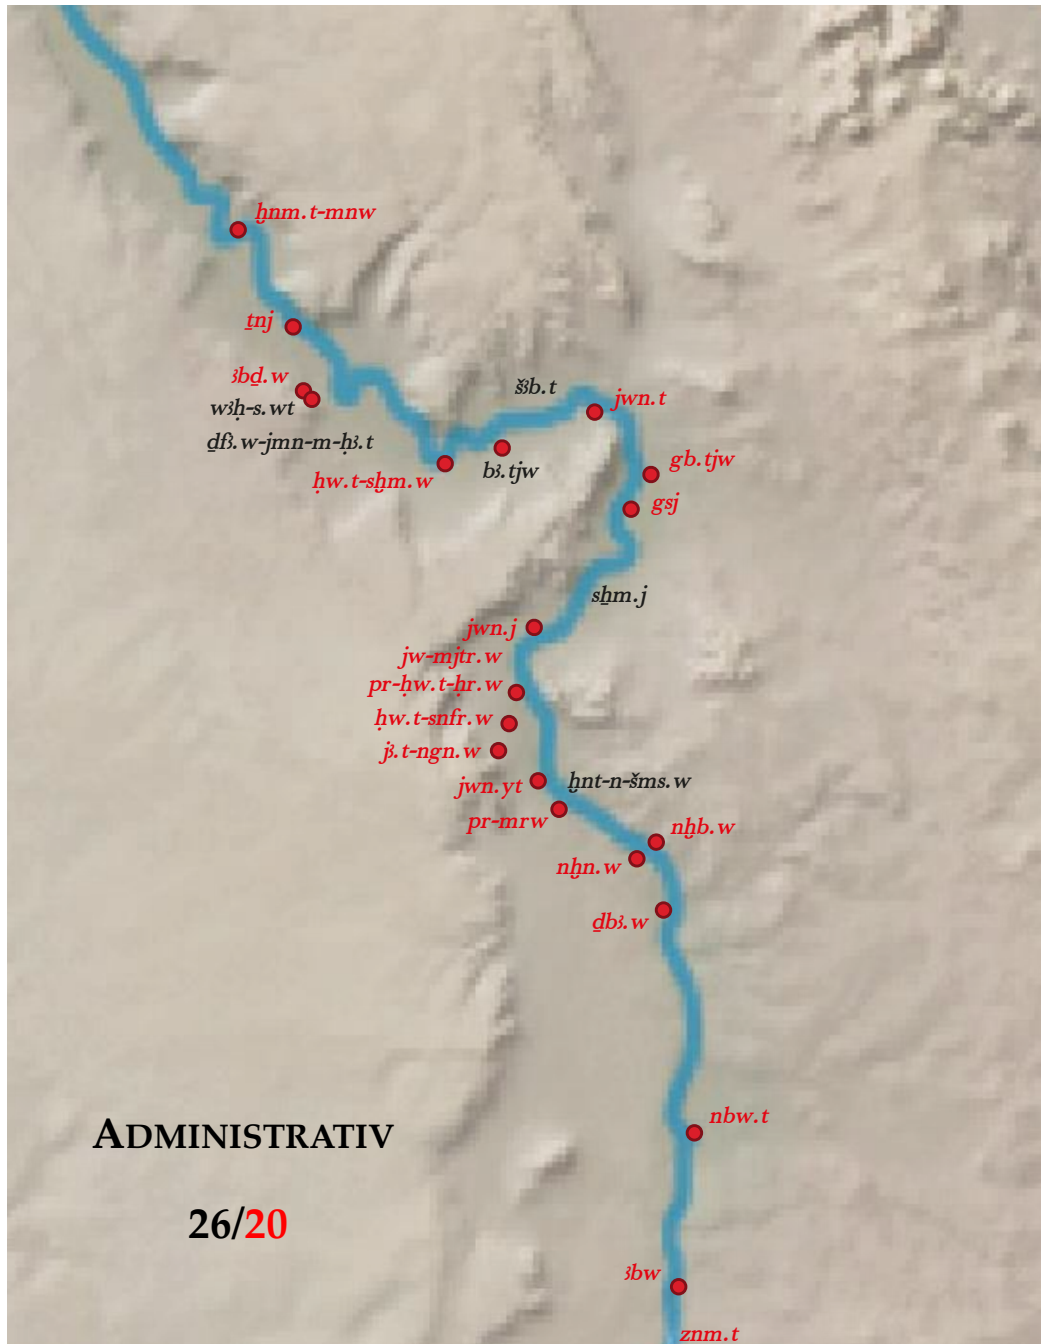 ḫnm.t-mnw
ṯnj
ꜣbḏ.w
wꜣḥ-s.wt
ḏfꜣ.w-jmn-m-ḥꜣ.t
šꜣb.t
jwn.t
ḥw.t-sḫm.w
bꜣ.tjw
gb.tjw
gsj
sẖm.j
jwn.j
jw-mjtr.w
pr-ḥw.t-ḥr.w
ḥw.t-snfr.w
jꜣ.t-ngn.w
jwn.yt
ḫnt-n-šms.w
pr-mrw
nḫb.w
nḫn.w
ḏbꜣ.w
nbw.t
ADMINISTRATIV
26/20
ꜣbw
znm.t